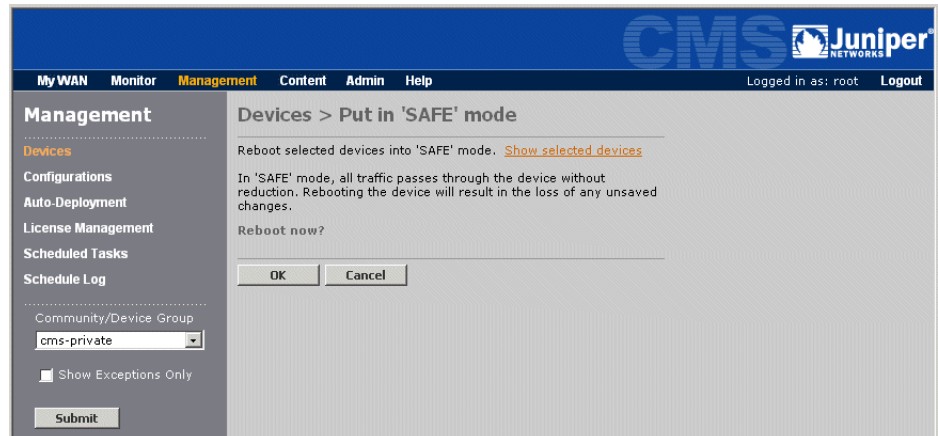 CMS Juniper®
NETWORKS
My WAN Monitor Management Content Admin Help Logged in as: root Logout
Management
Devices
Configurations
Auto-Deployment
License Management
Scheduled Tasks
Schedule Log
Community/Device Group
cms-private
Show Exceptions Only
Submit
Devices > Put in 'SAFE' mode
Reboot selected devices into 'SAFE' mode. Show selected devices
In 'SAFE' mode, all traffic passes through the device without
reduction. Rebooting the device will result in the loss of any unsaved
changes.
Reboot now?
OK Cancel